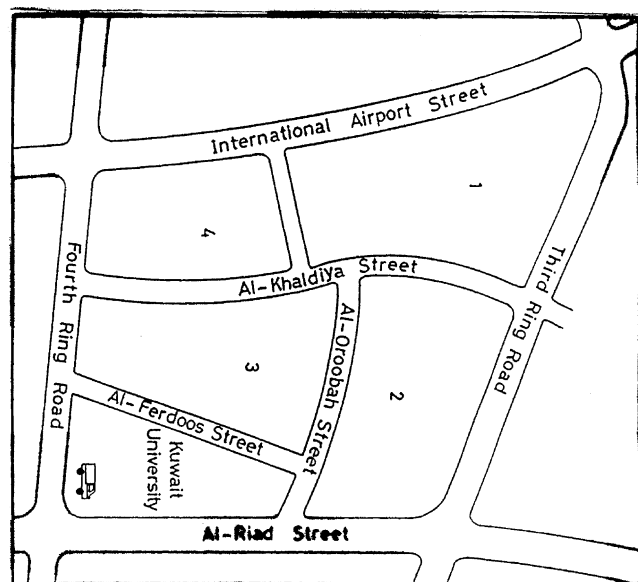 International Airport Street
1
4
Third Ring Road
Al-Khaldiya Street
Fourth Ring Road
Al-Oroobah Street
3
2
Al-Ferdoos Street
Kuwait
University
Al-Riad Street